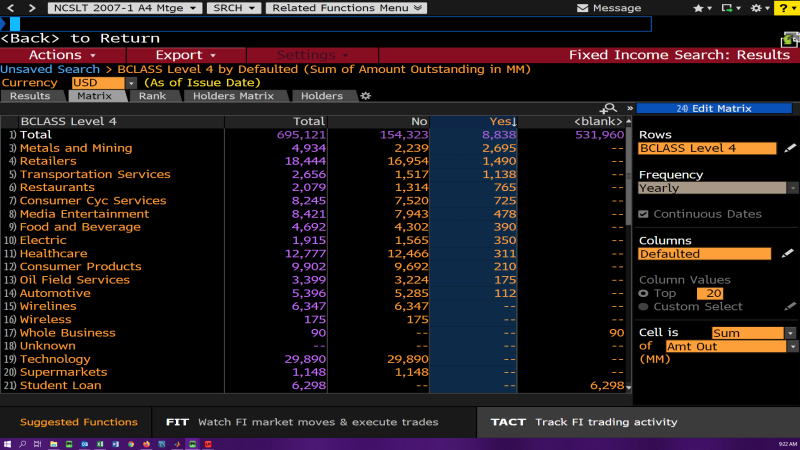 NCSLT 2007-1 A4 Mtge SRCH Related Functions Menu Message
<Back> to Return
Actions Export Settings Fixed Income Search: Results
Unsaved Search > BCLASS Level 4 by Defaulted (Sum of Amount Outstanding in MM)
Currency USD (As of Issue Date)
Results Matrix Rank Holders Matrix Holders
BCLASS Level 4 Total No Yes <blank>
1) Total 695,121 154,323 8,838 531,960
3) Metals and Mining 4,934 2,239 2,695 --
4) Retailers 18,444 16,954 1,490 --
5) Transportation Services 2,656 1,517 1,138 --
6) Restaurants 2,079 1,314 765 --
7) Consumer Cyc Services 8,245 7,520 725 --
8) Media Entertainment 8,421 7,943 478 --
9) Food and Beverage 4,692 4,302 390 --
10) Electric 1,915 1,565 350 --
11) Healthcare 12,777 12,466 311 --
12) Consumer Products 9,902 9,692 210 --
13) Oil Field Services 3,399 3,224 175 --
14) Automotive 5,396 5,285 112 --
15) Wirelines 6,347 6,347 -- --
16) Wireless 175 175 -- --
17) Whole Business 90 -- -- 90
18) Unknown -- -- -- --
19) Technology 29,890 29,890 -- --
20) Supermarkets 1,148 1,148 -- --
21) Student Loan 6,298 -- -- 6,298
24) Edit Matrix
Rows
BCLASS Level 4
Frequency
Yearly
Continuous Dates
Columns
Defaulted
Column Values
Top 20
Custom Select
Cell is Sum
of Amt Out
(MM)
Suggested Functions FIT Watch FI market moves & execute trades TACT Track FI trading activity
9:22 AM